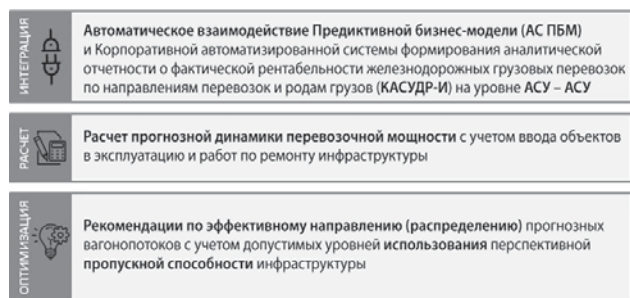 ИНТЕГРАЦИЯ
Автоматическое взаимодействие Предиктивной бизнес-модели (АС ПБМ)
и Корпоративной автоматизированной системы формирования аналитической
отчетности о фактической рентабельности железнодорожных грузовых перевозок
по направлениям перевозок и родам грузов (КАСУДР-И) на уровне АСУ – АСУ
РАСЧЕТ
Расчет прогнозной динамики перевозочной мощности с учетом ввода объектов
в эксплуатацию и работ по ремонту инфраструктуры
ОПТИМИЗАЦИЯ
Рекомендации по эффективному направлению (распределению) прогнозных
вагонопотоков с учетом допустимых уровней использования перспективной
пропускной способности инфраструктуры